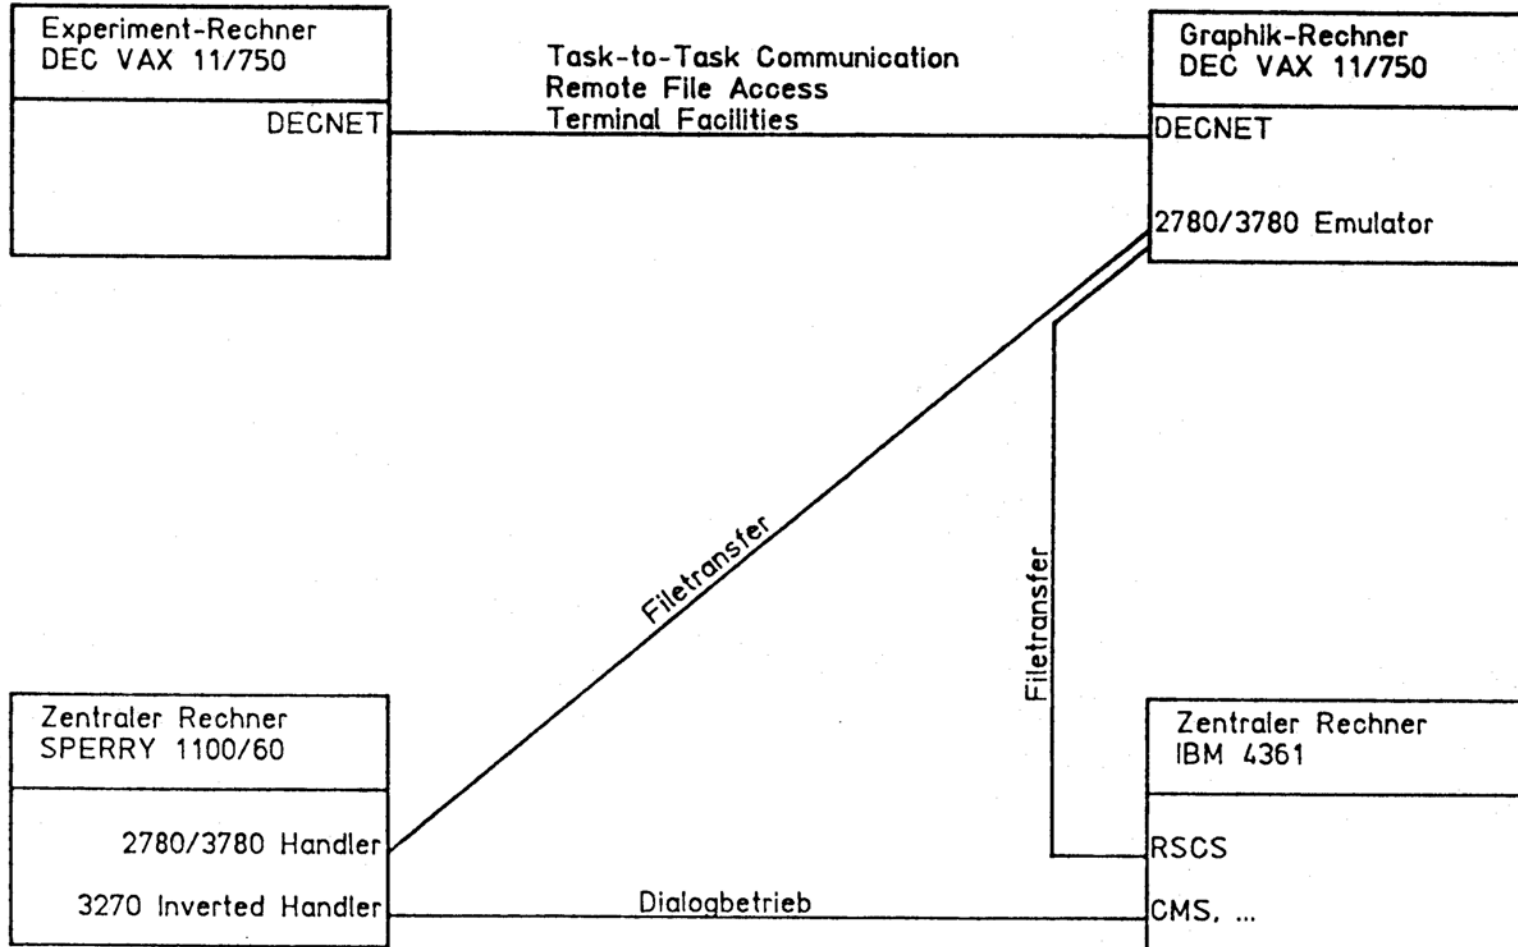 Experiment-Rechner
DEC VAX 11/750
DECNET
Task-to-Task Communication
Remote File Access
Terminal Facilities
Graphik-Rechner
DEC VAX 11/750
DECNET
2780/3780 Emulator
Filetransfer
Filetransfer
Zentraler Rechner
SPERRY 1100/60
2780/3780 Handler
3270 Inverted Handler
Dialogbetrieb
Zentraler Rechner
IBM 4361
RSCS
CMS, ...